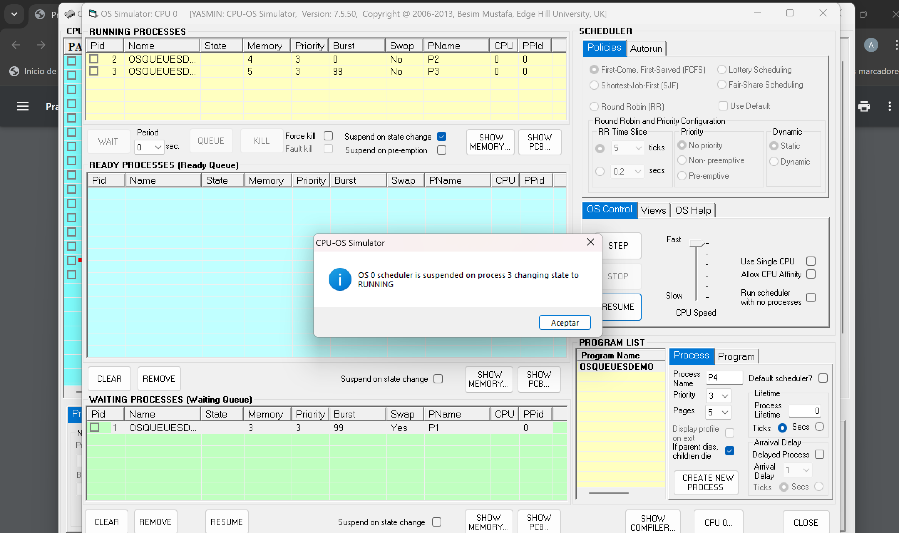 OS Simulator: CPU 0 [YASMIN: CPU-OS Simulator, Version: 7.5.50, Copyright @ 2006-2013, Besim Mustafa, Edge Hill University, UK]
Inicio de
marcadores
A
RUNNING PROCESSES
Pid Name State Memory Priority Burst Swap PName CPU PPId
2 OSQUEUESD... 4 3 0 No P2 0 0
3 OSQUEUESD... 5 3 99 No P3 0 0
WAIT
Period
0 sec.
QUEUE
KILL
Force kill
Fault kill
Suspend on state change
Suspend on pre-emption
SHOW MEMORY...
SHOW PCB...
READY PROCESSES (Ready Queue)
Pid Name State Memory Priority Burst Swap PName CPU PPId
CPU-OS Simulator
OS 0 scheduler is suspended on process 3 changing state to
RUNNING
Aceptar
CLEAR
REMOVE
Suspend on state change
SHOW MEMORY...
SHOW PCB...
WAITING PROCESSES (Waiting Queue)
Pid Name State Memory Priority Burst Swap PName CPU PPId
1 OSQUEUESD... 3 3 99 Yes P1 0
CLEAR
REMOVE
RESUME
Suspend on state change
SHOW MEMORY...
SHOW PCB...
SCHEDULER
Policies Autorun
First-Come, First-Served (FCFS) Lottery Scheduling
Shortest-Job-First (SJF) Fair-Share Scheduling
Round Robin (RR) Use Default
Round Robin and Priority Configuration
RR Time Slice Priority Dynamic
5 ticks No priority Static
Non- preemptive Dynamic
0.2 secs Pre-emptive
OS Control Views OS Help
STEP
STOP
RESUME
Fast
Slow
CPU Speed
Use Single CPU
Allow CPU Affinity
Run scheduler
with no processes
PROGRAM LIST
Program Name
OSQUEUESDEMO
Process Program
Process Name P4
Default scheduler?
Priority 3
Pages 5
Lifetime
Process Lifetime 0
Ticks Secs
Display profile on exit
If parent dies, children die
Arraival Delay
Delayed Process
Arrival Delay 1
Ticks Secs
CREATE NEW PROCESS
SHOW COMPILER...
CPU 0...
CLOSE